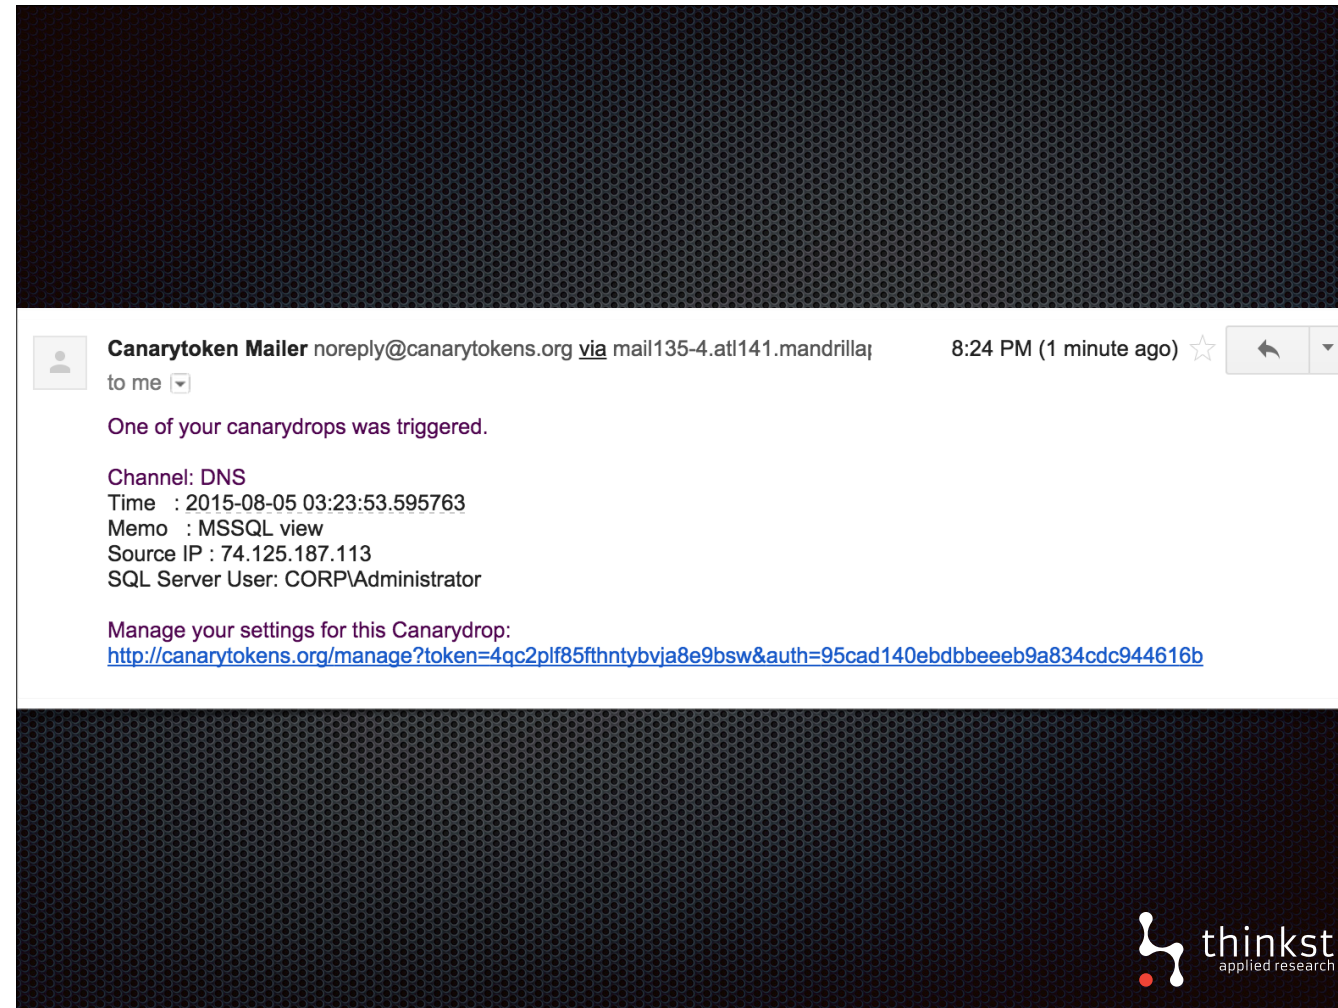 Canarytoken Mailer noreply@canarytokens.org via mail135-4.atl141.mandrillap 8:24 PM (1 minute ago)
to me
One of your canarydrops was triggered.
Channel: DNS
Time : 2015-08-05 03:23:53.595763
Memo : MSSQL view
Source IP : 74.125.187.113
SQL Server User: CORP\Administrator
Manage your settings for this Canarydrop:
http://canarytokens.org/manage?token=4qc2plf85fthntybvja8e9bsw&auth=95cad140ebdbbeeeb9a834cdc944616b
thinkst
applied research